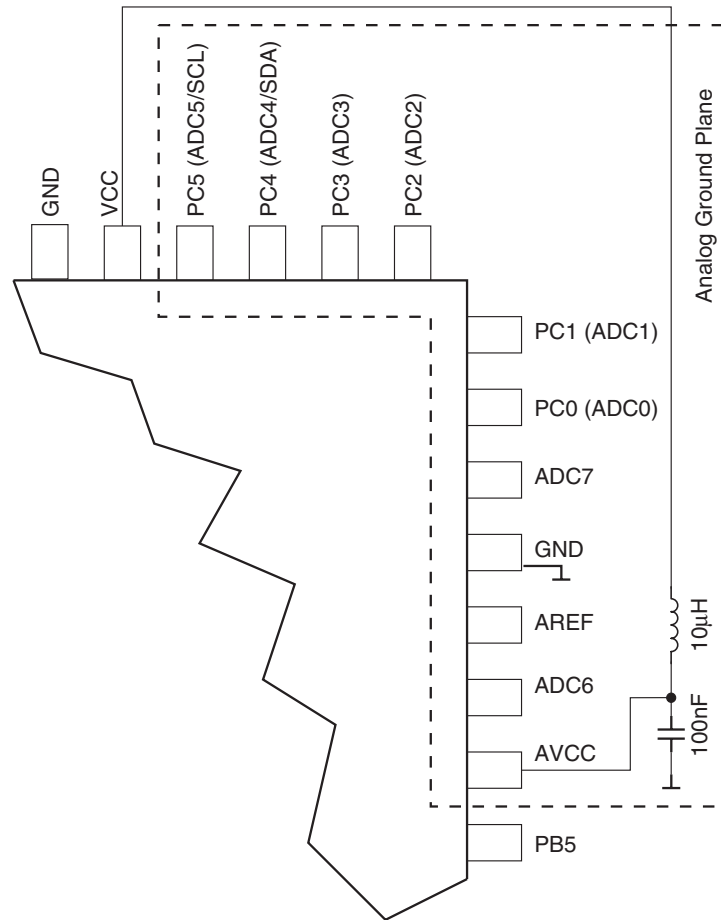 GND
VCC
PC5 (ADC5/SCL)
PC4 (ADC4/SDA)
PC3 (ADC3)
PC2 (ADC2)
Analog Ground Plane
PC1 (ADC1)
PC0 (ADC0)
ADC7
GND
AREF
ADC6
AVCC
PB5
10µH
100nF